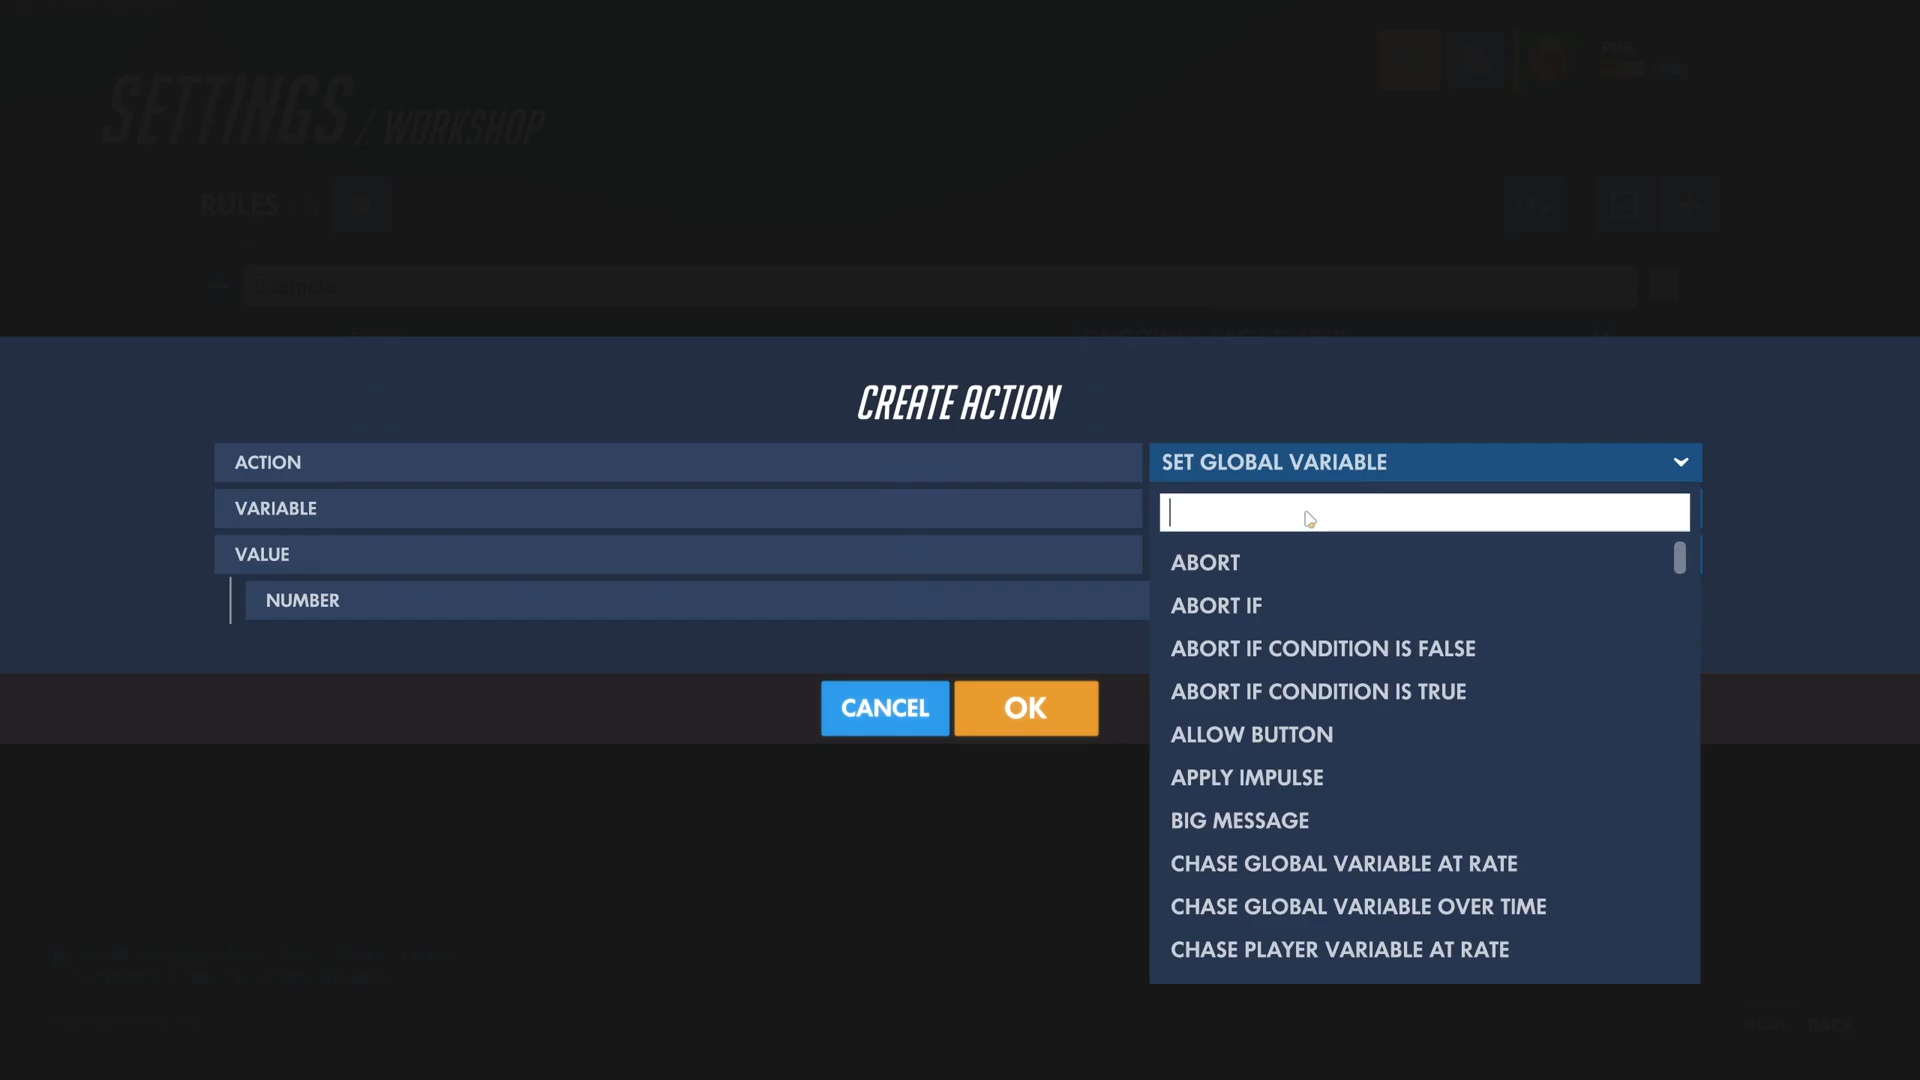 SETTINGS / WORKSHOP
RULES
Example
CREATE ACTION
ACTION
SET GLOBAL VARIABLE
VARIABLE
VALUE
NUMBER
ABORT
ABORT IF
ABORT IF CONDITION IS FALSE
ABORT IF CONDITION IS TRUE
ALLOW BUTTON
APPLY IMPULSE
BIG MESSAGE
CHASE GLOBAL VARIABLE AT RATE
CHASE GLOBAL VARIABLE OVER TIME
CHASE PLAYER VARIABLE AT RATE
CANCEL
OK
BACK